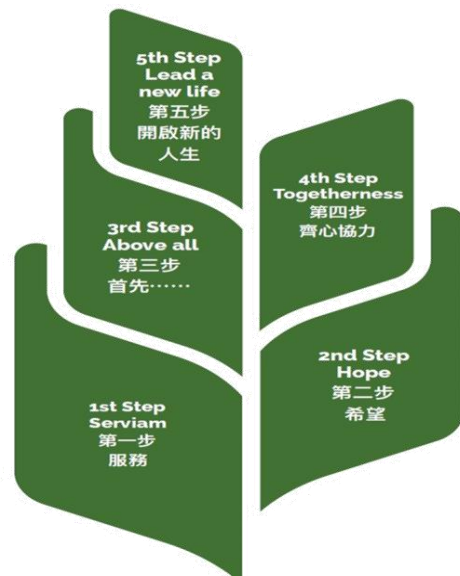 5th Step
Lead a
new life
第五步
開啟新的
人生
4th Step
Togetherness
第四步
齊心協力
3rd Step
Above all
第三步
首先⋯⋯
2nd Step
Hope
第二步
希望
1st Step
Serviam
第一步
服務